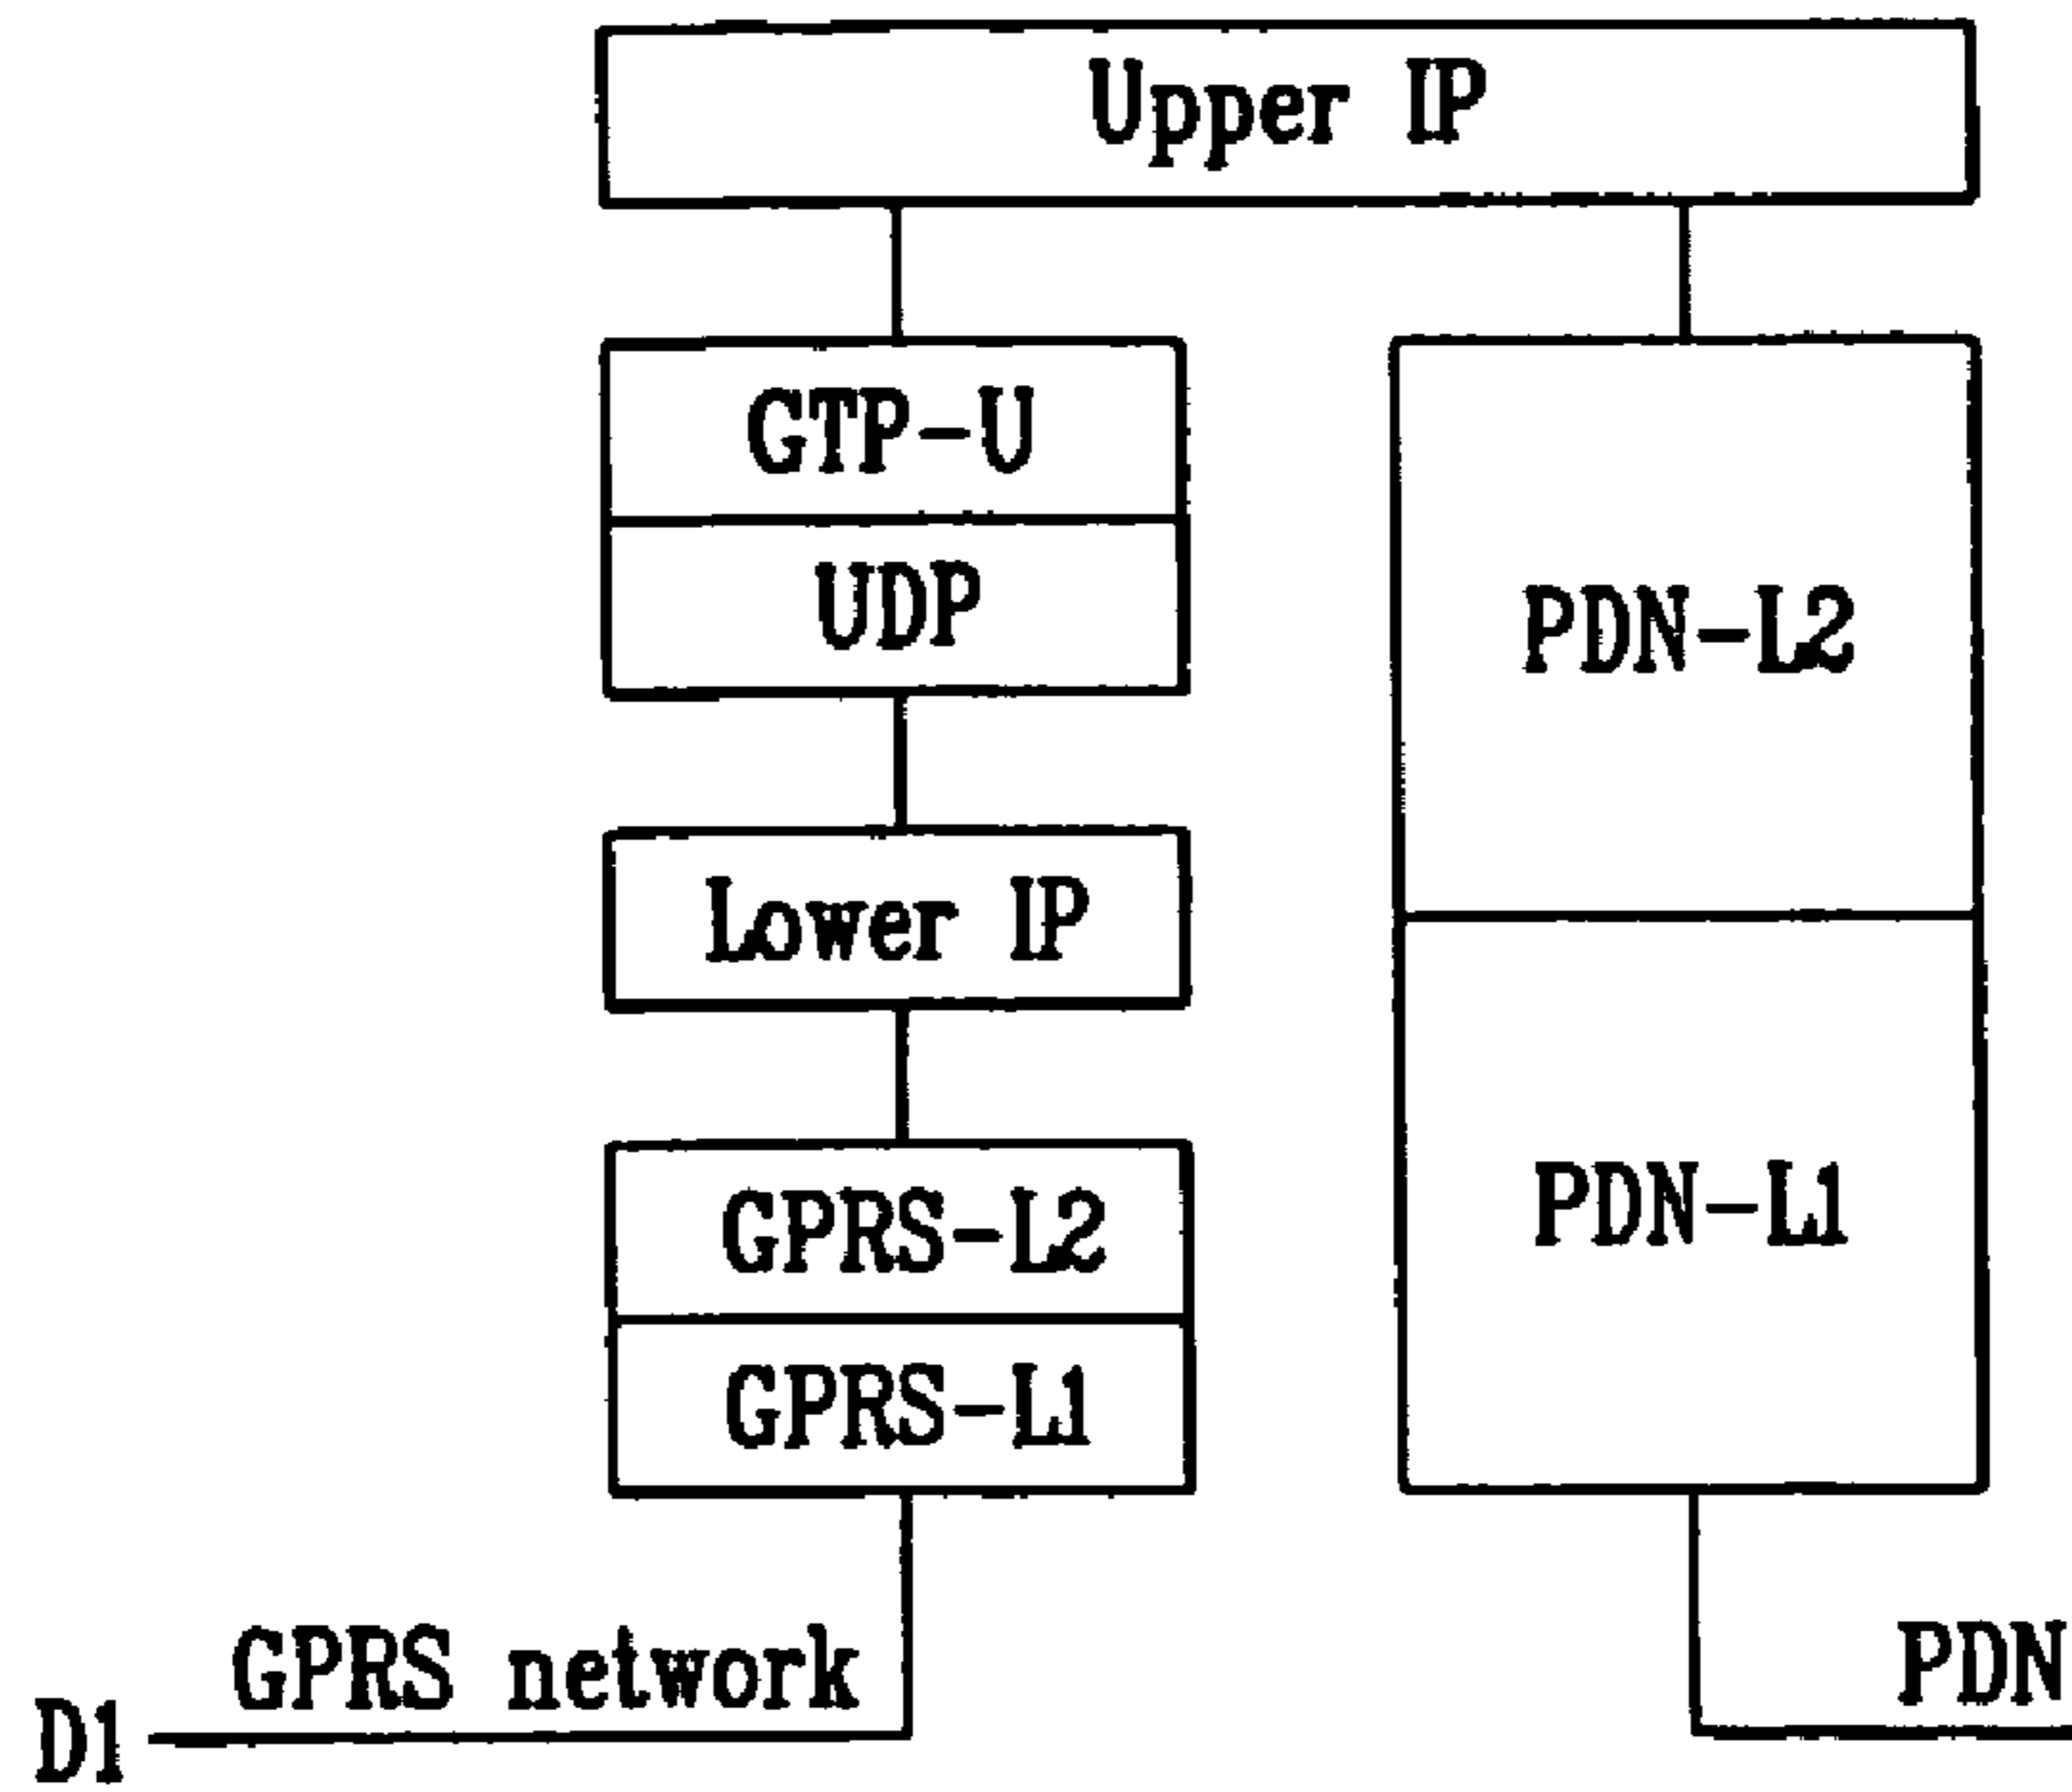 Upper IP
GTP-U
UDP
PDN-L2
Lower IP
PDN-L1
GPRS-L2
GPRS-L1
GPRS network
PDN
D1